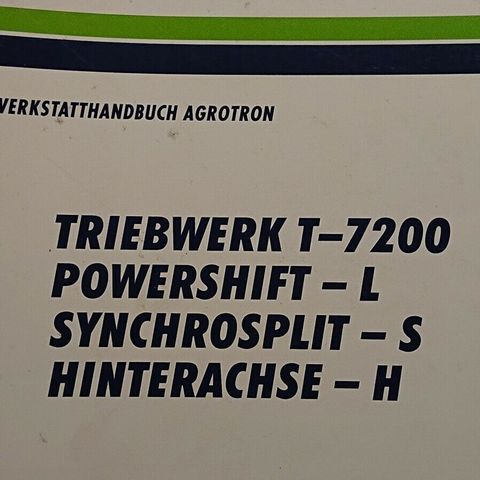 WERKSTATTHANDBUCH AGROTRON
TRIEBWERK T-7200
POWERSHIFT - L
SYNCHROSPLIT - S
HINTERACHSE - H